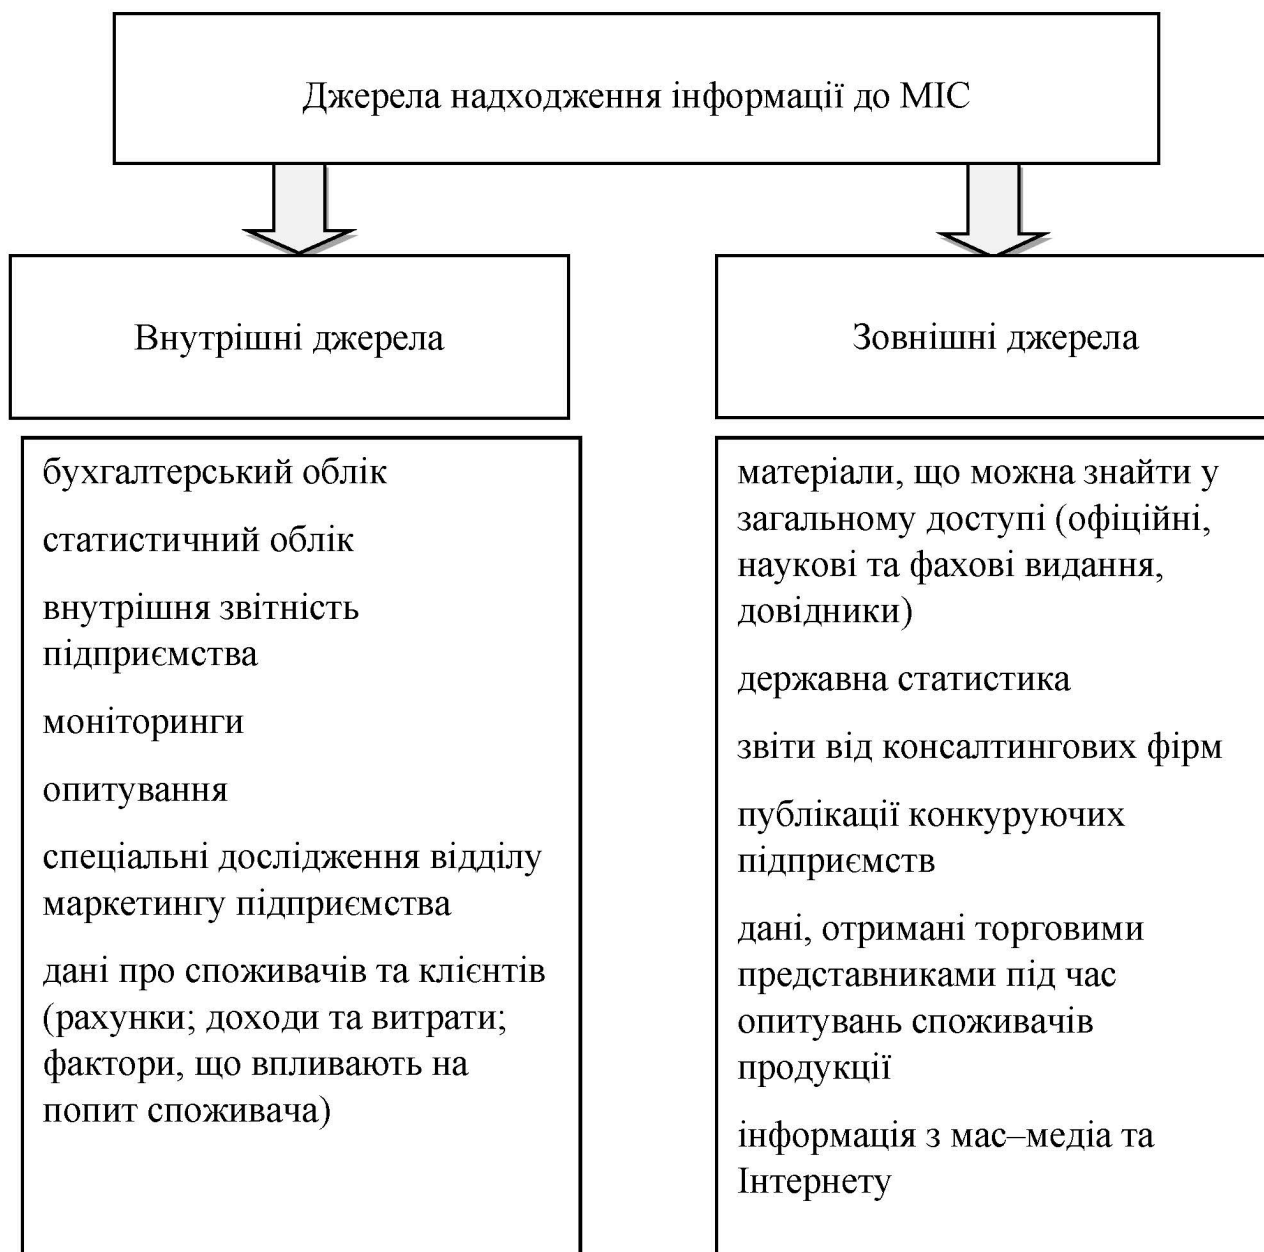 Джерела надходження інформації до МІС
Внутрішні джерела
бухгалтерський облік
статистичний облік
внутрішня звітність
підприємства
моніторинги
опитування
спеціальні дослідження відділу
маркетингу підприємства
дані про споживачів та клієнтів
(рахунки; доходи та витрати;
фактори, що впливають на
попит споживача)
Зовнішні джерела
матеріали, що можна знайти у
загальному доступі (офіційні,
наукові та фахові видання,
довідники)
державна статистика
звіти від консалтингових фірм
публікації конкуруючих
підприємств
дані, отримані торговими
представниками під час
опитувань споживачів
продукції
інформація з мас–медіа та
Інтернету